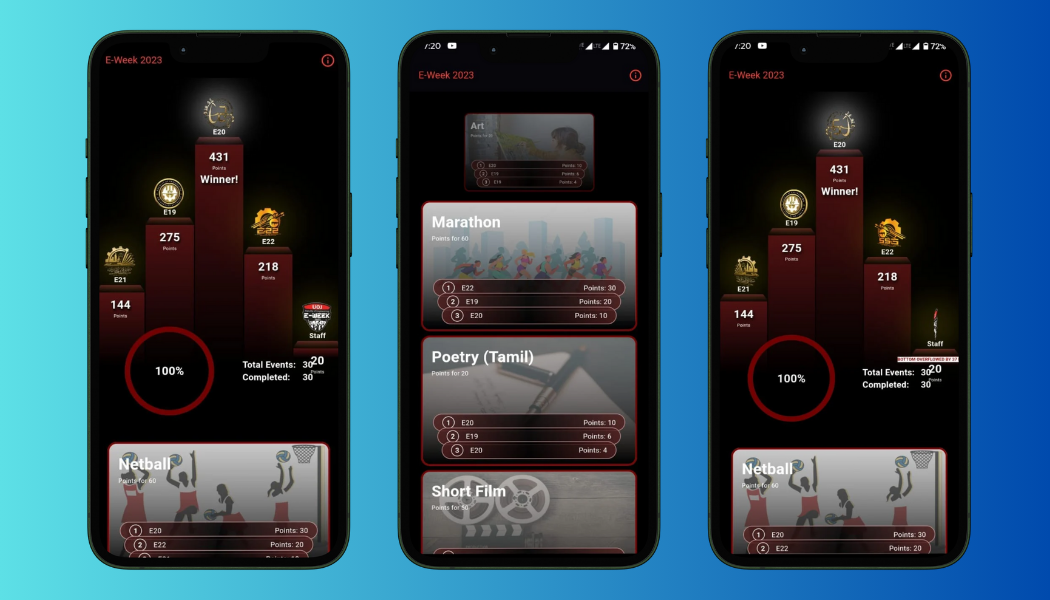 E-Week 2023
E20
431
Points
Winner!
E19
275
Points
E22
218
Points
E21
144
Points
UOJ
E-WEEK
Staff
20
Points
100%
Total Events: 30
Completed: 30
Netball
Points for 60
1 E20 Points: 30
2 E22 Points: 20
7:20 72%
E-Week 2023
Art
1 E20 Points: 10
2 E19 Points: 6
3 E19 Points: 4
Marathon
Points for 60
1 E22 Points: 30
2 E19 Points: 20
3 E20 Points: 10
Poetry (Tamil)
Points for 20
1 E20 Points: 10
2 E19 Points: 6
3 E20 Points: 4
Short Film
Points for 50
7:20 72%
E-Week 2023
E20
431
Points
Winner!
E19
275
Points
E22
218
Points
E21
144
Points
Staff
BOTTOM OVERFLOWED BY 37
20
Points
100%
Total Events: 30
Completed: 30
Netball
Points for 60
1 E20 Points: 30
2 E22 Points: 20